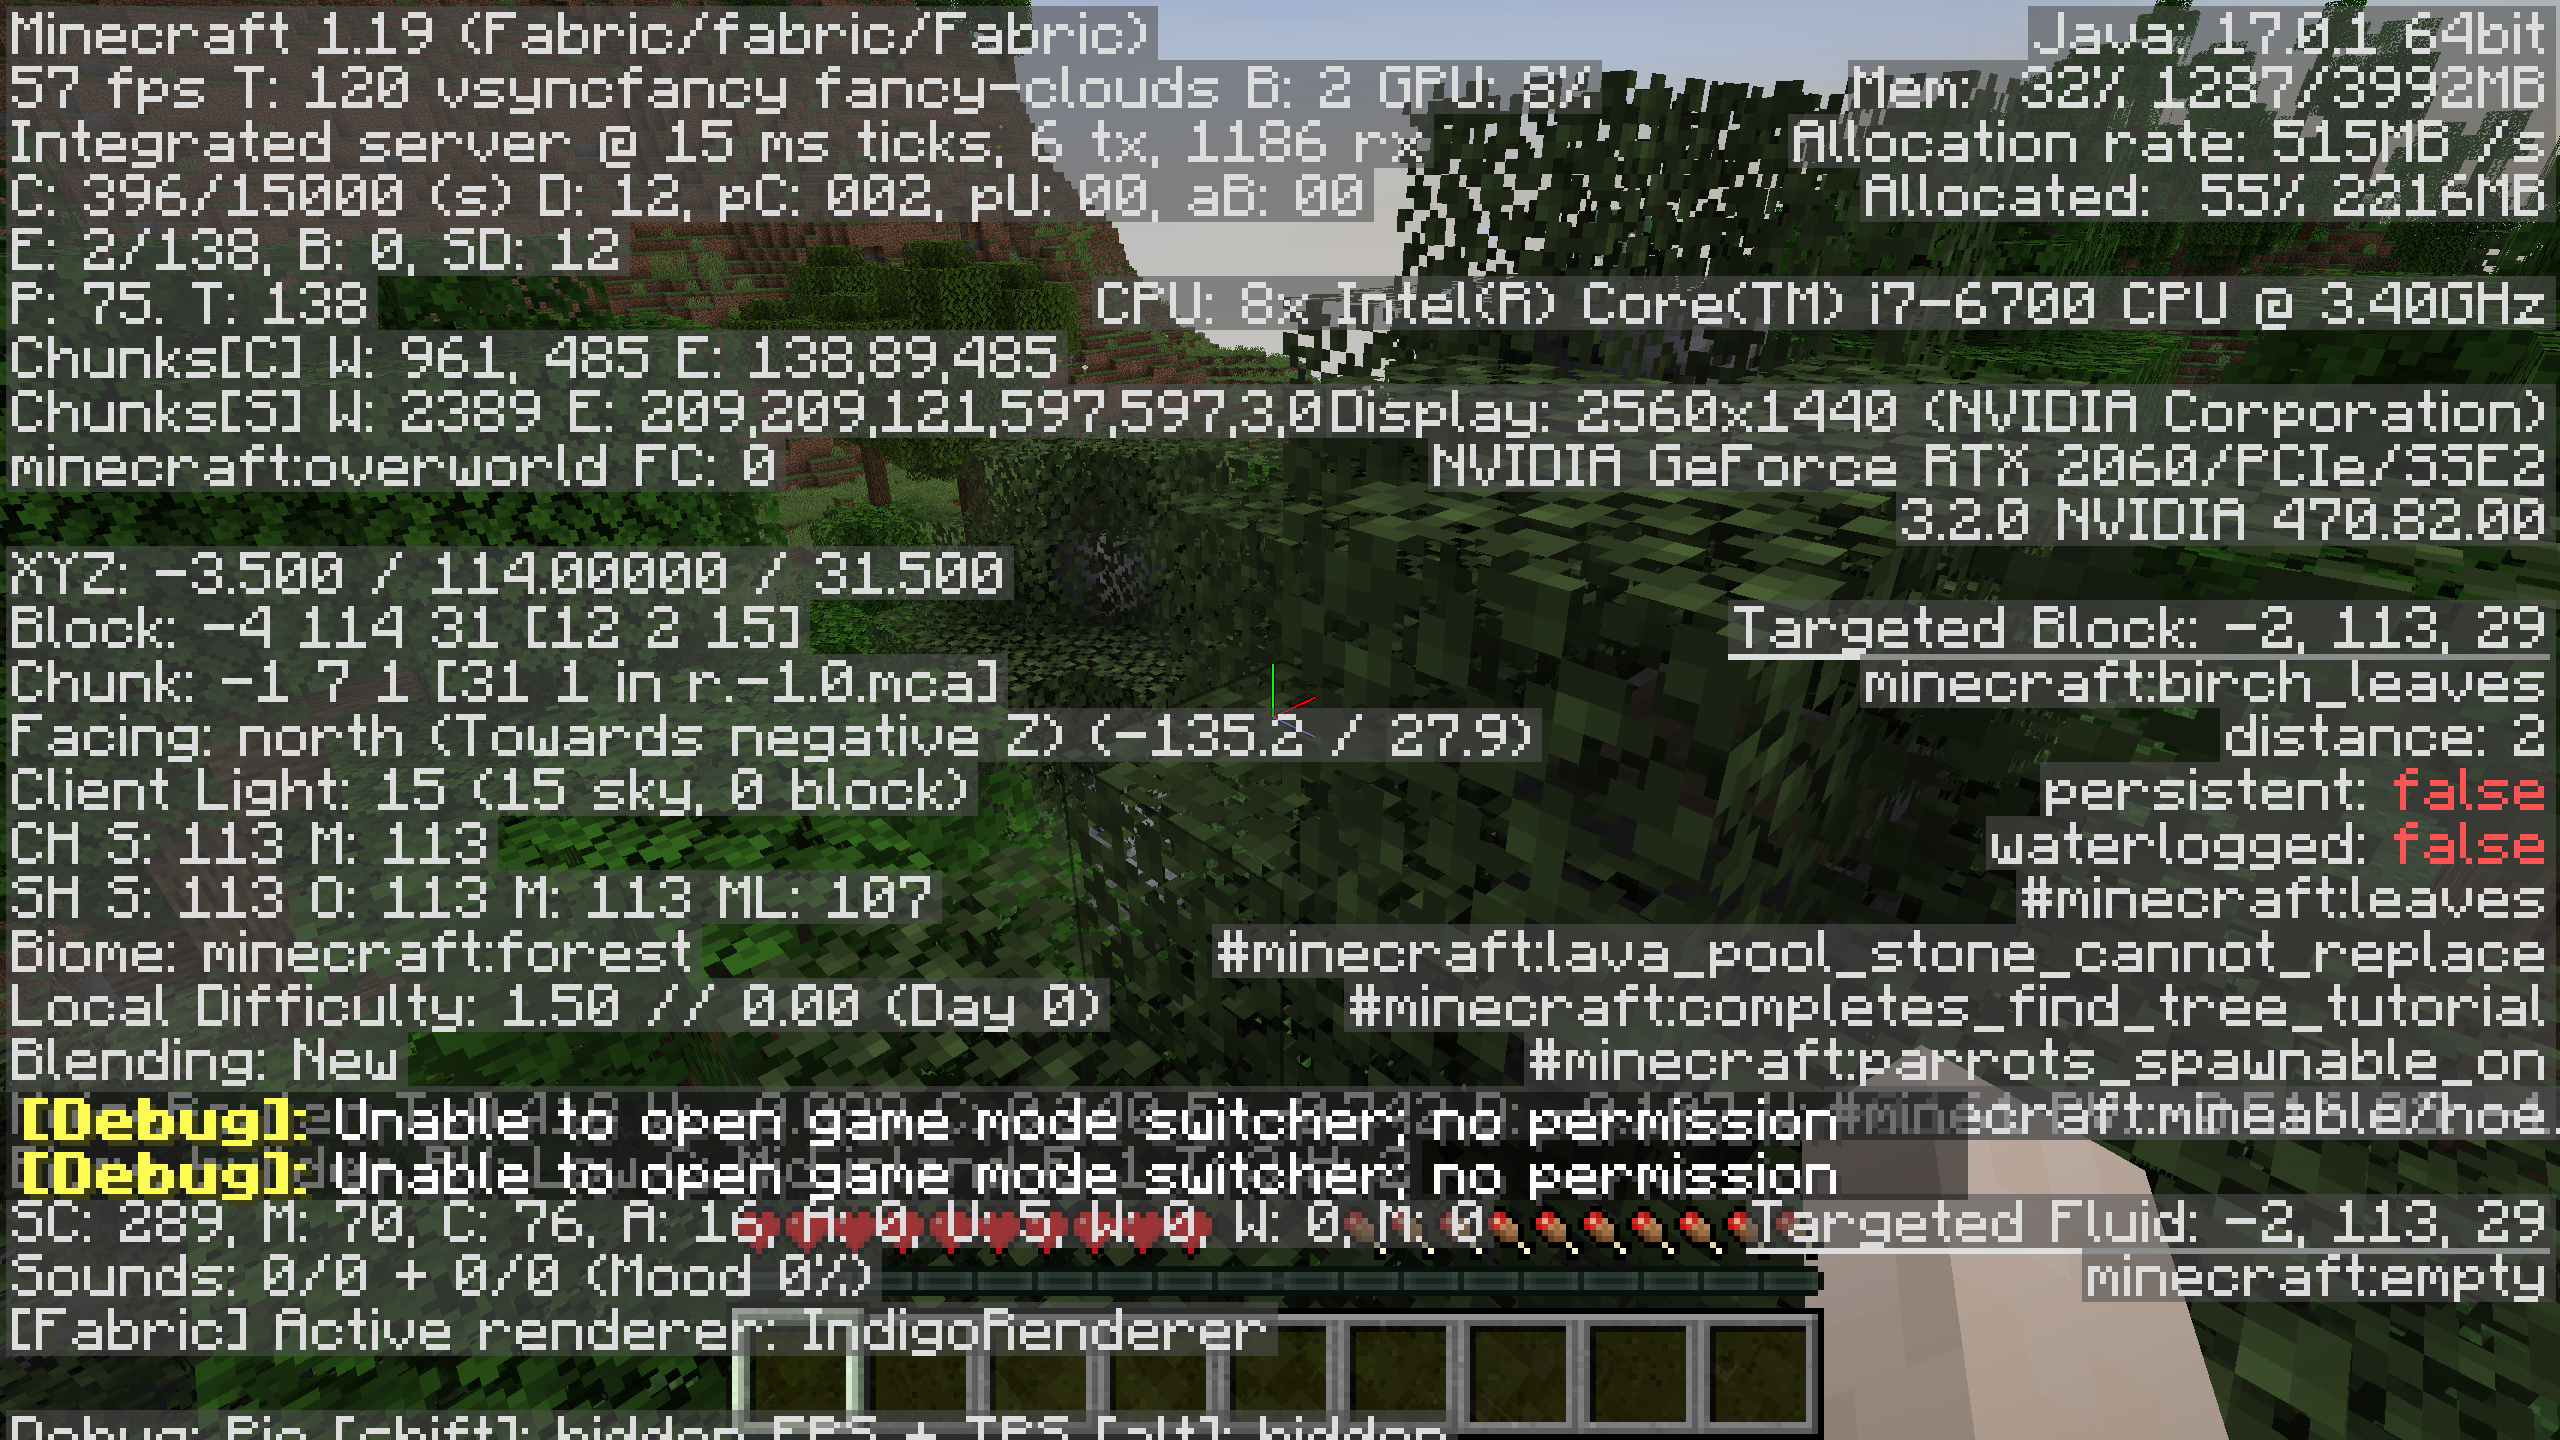 Minecraft 1.19 (Fabric/fabric/Fabric)
57 fps T: 120 vsyncfancy fancy-clouds B: 2 GPU: 8%
Integrated server @ 15 ms ticks, 6 tx, 1186 rx
C: 396/15000 (s) D: 12, pC: 002, pU: 00, aB: 00
E: 2/138, B: 0, SD: 12
P: 75. T: 138
Chunks[C] W: 961, 485 E: 138,89,485
Chunks[S] W: 2389 E: 209,209,121,597,597,3,0
minecraft:overworld FC: 0
XYZ: -3.500 / 114.00000 / 31.500
Block: -4 114 31 [12 2 15]
Chunk: -1 7 1 [31 1 in r.-1.0.mca]
Facing: north (Towards negative Z) (-135.2 / 27.9)
Client Light: 15 (15 sky, 0 block)
CH S: 113 M: 113
SH S: 113 O: 113 M: 113 ML: 107
Biome: minecraft:forest
Local Difficulty: 1.50 // 0.00 (Day 0)
Blending: New
[Debug]: Unable to open game mode switcher; no permission
[Debug]: Unable to open game mode switcher; no permission
SC: 289, M: 70, C: 76, A: 16, A: 0, U: 5, W: 0, W: 0, M: 0
Sounds: 0/0 + 0/0 (Mood 0%)
[Fabric] Active renderer: IndigoRenderer
Debug: Pie [shift]: hidden FPS + TPS [alt]: hidden
Java: 17.0.1 64bit
Mem: 32% 1287/3992MB
Allocation rate: 515MB /s
Allocated: 55% 2216MB
CPU: 8x Intel(R) Core(TM) i7-6700 CPU @ 3.40GHz
Display: 2560x1440 (NVIDIA Corporation)
NVIDIA GeForce RTX 2060/PCIe/SSE2
3.2.0 NVIDIA 470.82.00
Targeted Block: -2, 113, 29
minecraft:birch_leaves
distance: 2
persistent: false
waterlogged: false
#minecraft:leaves
#minecraft:lava_pool_stone_cannot_replace
#minecraft:completes_find_tree_tutorial
#minecraft:parrots_spawnable_on
#minecraft:mineable/hoe
Targeted Fluid: -2, 113, 29
minecraft:empty